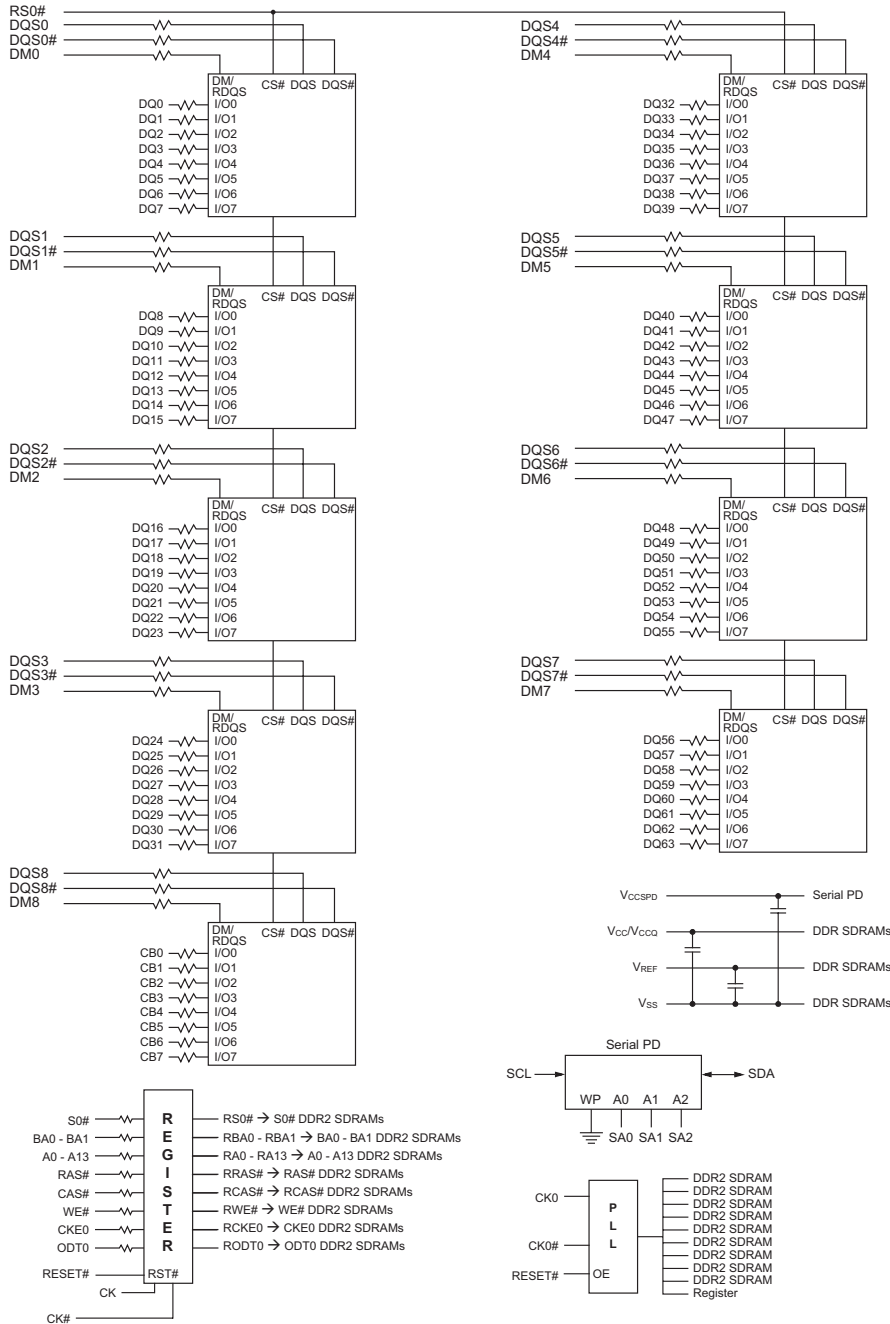 RS0#
DQS0
DQS0#
DM0
DM/
RDQS
CS# DQS DQS#
DQ0 I/O0
DQ1 I/O1
DQ2 I/O2
DQ3 I/O3
DQ4 I/O4
DQ5 I/O5
DQ6 I/O6
DQ7 I/O7
DQS1
DQS1#
DM1
DM/
RDQS
CS# DQS DQS#
DQ8 I/O0
DQ9 I/O1
DQ10 I/O2
DQ11 I/O3
DQ12 I/O4
DQ13 I/O5
DQ14 I/O6
DQ15 I/O7
DQS2
DQS2#
DM2
DM/
RDQS
CS# DQS DQS#
DQ16 I/O0
DQ17 I/O1
DQ18 I/O2
DQ19 I/O3
DQ20 I/O4
DQ21 I/O5
DQ22 I/O6
DQ23 I/O7
DQS3
DQS3#
DM3
DM/
RDQS
CS# DQS DQS#
DQ24 I/O0
DQ25 I/O1
DQ26 I/O2
DQ27 I/O3
DQ28 I/O4
DQ29 I/O5
DQ30 I/O6
DQ31 I/O7
DQS8
DQS8#
DM8
DM/
RDQS
CS# DQS DQS#
CB0 I/O0
CB1 I/O1
CB2 I/O2
CB3 I/O3
CB4 I/O4
CB5 I/O5
CB6 I/O6
CB7 I/O7
DQS4
DQS4#
DM4
DM/
RDQS
CS# DQS DQS#
DQ32 I/O0
DQ33 I/O1
DQ34 I/O2
DQ35 I/O3
DQ36 I/O4
DQ37 I/O5
DQ38 I/O6
DQ39 I/O7
DQS5
DQS5#
DM5
DM/
RDQS
CS# DQS DQS#
DQ40 I/O0
DQ41 I/O1
DQ42 I/O2
DQ43 I/O3
DQ44 I/O4
DQ45 I/O5
DQ46 I/O6
DQ47 I/O7
DQS6
DQS6#
DM6
DM/
RDQS
CS# DQS DQS#
DQ48 I/O0
DQ49 I/O1
DQ50 I/O2
DQ51 I/O3
DQ52 I/O4
DQ53 I/O5
DQ54 I/O6
DQ55 I/O7
DQS7
DQS7#
DM7
DM/
RDQS
CS# DQS DQS#
DQ56 I/O0
DQ57 I/O1
DQ58 I/O2
DQ59 I/O3
DQ60 I/O4
DQ61 I/O5
DQ62 I/O6
DQ63 I/O7
VCCSPD Serial PD
VCC/VCCQ DDR SDRAMs
VREF DDR SDRAMs
VSS DDR SDRAMs
Serial PD
SCL SDA
WP A0 A1 A2
SA0 SA1 SA2
REGISTER
S0# RS0# → S0# DDR2 SDRAMs
BA0 - BA1 RBA0 - RBA1 → BA0 - BA1 DDR2 SDRAMs
A0 - A13 RA0 - RA13 → A0 - A13 DDR2 SDRAMs
RAS# RRAS# → RAS# DDR2 SDRAMs
CAS# RCAS# → RCAS# DDR2 SDRAMs
WE# RWE# → WE# DDR2 SDRAMs
CKE0 RCKE0 → CKE0 DDR2 SDRAMs
ODT0 RODT0 → ODT0 DDR2 SDRAMs
RESET# RST#
CK
CK#
CK0
CK0#
RESET# OE
PLL
DDR2 SDRAM
DDR2 SDRAM
DDR2 SDRAM
DDR2 SDRAM
DDR2 SDRAM
DDR2 SDRAM
DDR2 SDRAM
DDR2 SDRAM
DDR2 SDRAM
Register